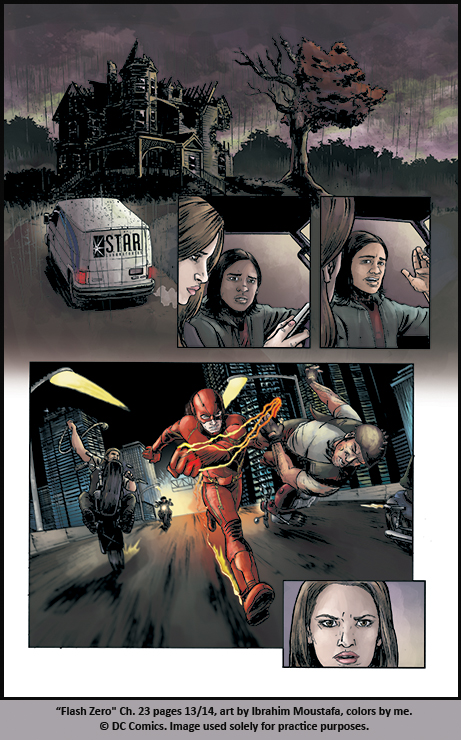 STAR
LABORATORIES
“Flash Zero" Ch. 23 pages 13/14, art by Ibrahim Moustafa, colors by me.
© DC Comics. Image used solely for practice purposes.